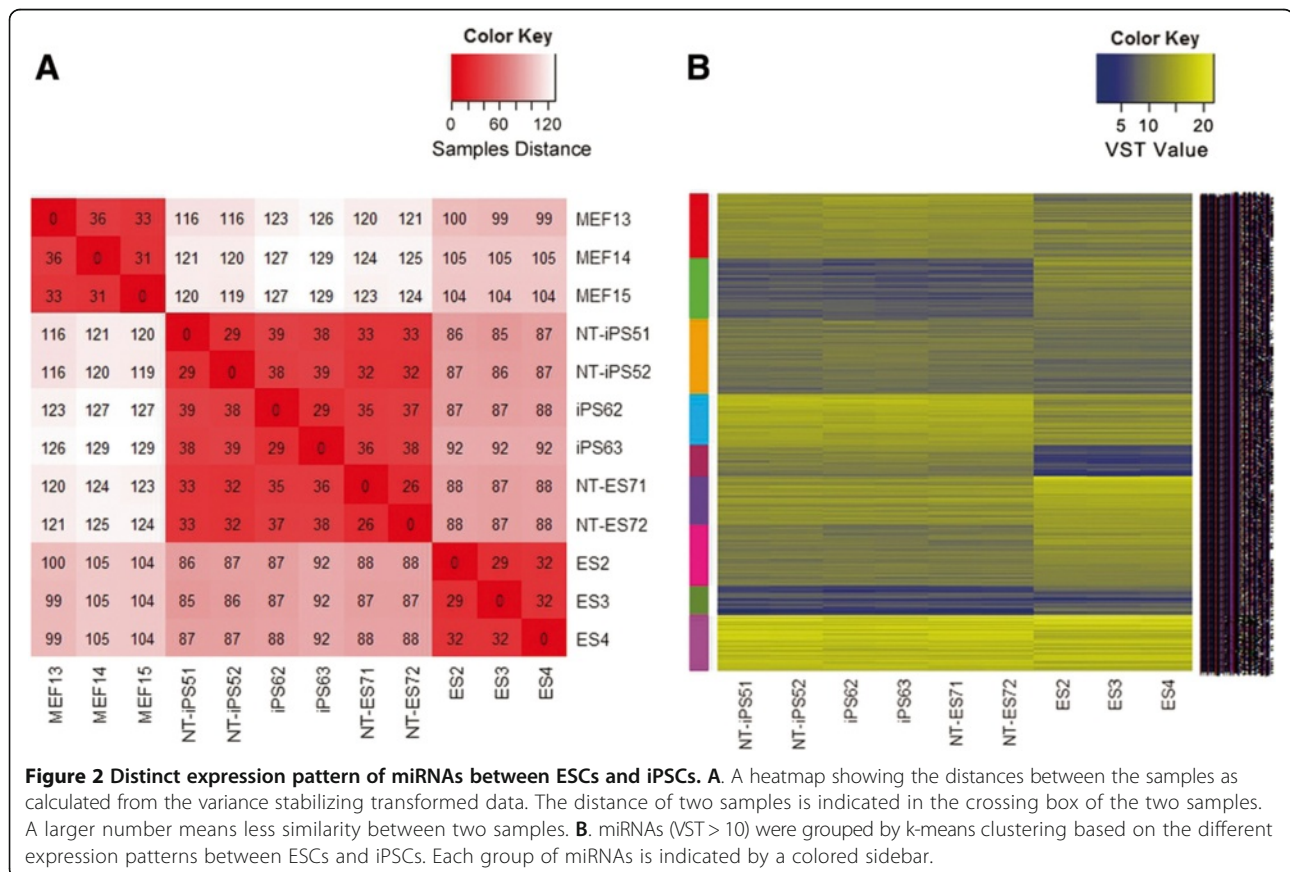 A
Color Key
0 60 120
Samples Distance
0 36 33 116 116 123 126 120 121 100 99 99 MEF13
36 0 31 121 120 127 129 124 125 105 105 105 MEF14
33 31 0 120 119 127 129 123 124 104 104 104 MEF15
116 121 120 0 29 39 38 33 33 86 85 87 NT-iPS51
116 120 119 29 0 38 39 32 32 87 86 87 NT-iPS52
123 127 127 39 38 0 29 35 37 87 87 88 iPS62
126 129 129 38 39 29 0 36 38 92 92 92 iPS63
120 124 123 33 32 35 36 0 26 88 87 88 NT-ES71
121 125 124 33 32 37 38 26 0 88 87 88 NT-ES72
100 105 104 86 87 87 92 88 88 0 29 32 ES2
99 105 104 85 86 87 92 87 87 29 0 32 ES3
99 105 104 87 87 88 92 88 88 32 32 0 ES4
MEF13 MEF14 MEF15 NT-iPS51 NT-iPS52 iPS62 iPS63 NT-ES71 NT-ES72 ES2 ES3 ES4
B
Color Key
5 10 20
VST Value
NT-iPS51 NT-iPS52 iPS62 iPS63 NT-ES71 NT-ES72 ES2 ES3 ES4
Figure 2 Distinct expression pattern of miRNAs between ESCs and iPSCs. A. A heatmap showing the distances between the samples as
calculated from the variance stabilizing transformed data. The distance of two samples is indicated in the crossing box of the two samples.
A larger number means less similarity between two samples. B. miRNAs (VST > 10) were grouped by k-means clustering based on the different
expression patterns between ESCs and iPSCs. Each group of miRNAs is indicated by a colored sidebar.